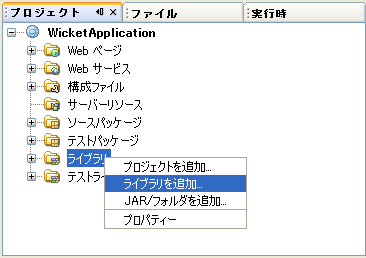 プロジェクト
ファイル
実行時
WicketApplication
Web ページ
Web サービス
構成ファイル
サーバーリソース
ソースパッケージ
テストパッケージ
ライブラリ
プロジェクトを追加...
テストラ
ライブラリを追加...
JAR/フォルダを追加...
プロパティー